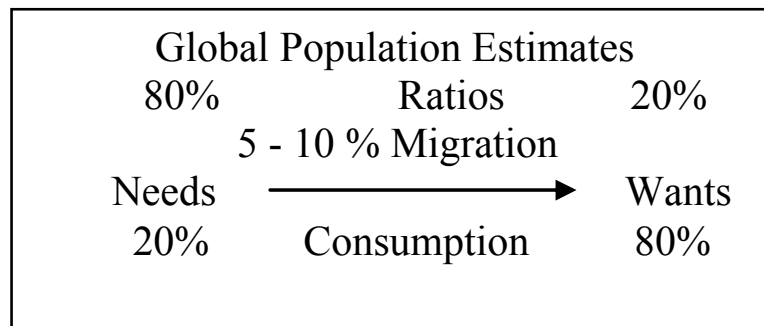 Global Population Estimates
80% Ratios 20%
5 - 10 % Migration
Needs Wants
20% Consumption 80%